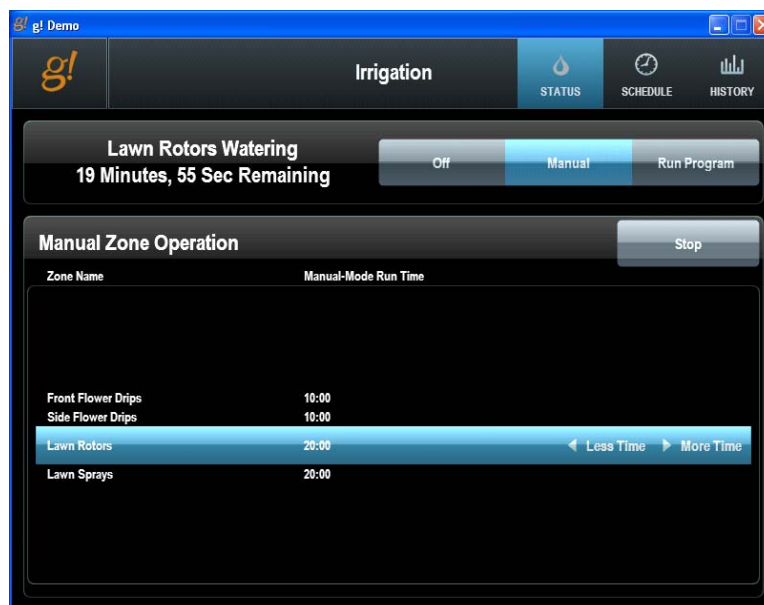 g! g! Demo
g!
Irrigation
STATUS
SCHEDULE
HISTORY
Lawn Rotors Watering
19 Minutes, 55 Sec Remaining
Off
Manual
Run Program
Manual Zone Operation
Stop
Zone Name Manual-Mode Run Time
Front Flower Drips 10:00
Side Flower Drips 10:00
Lawn Rotors 20:00 Less Time More Time
Lawn Sprays 20:00